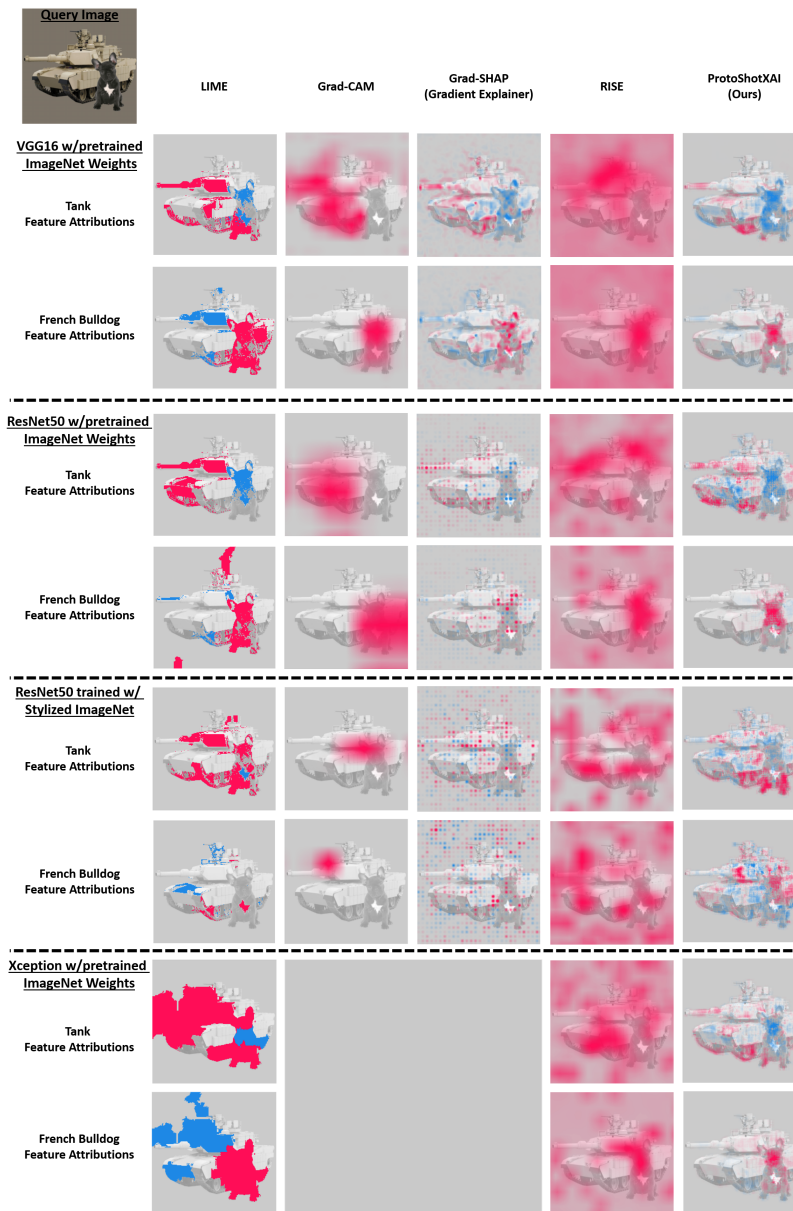 Query Image
LIME
Grad-CAM
Grad-SHAP
(Gradient Explainer)
RISE
ProtoShotXAI
(Ours)
VGG16 w/pretrained
ImageNet Weights
Tank
Feature Attributions
French Bulldog
Feature Attributions
ResNet50 w/pretrained
ImageNet Weights
Tank
Feature Attributions
French Bulldog
Feature Attributions
ResNet50 trained w/
Stylized ImageNet
Tank
Feature Attributions
French Bulldog
Feature Attributions
Xception w/pretrained
ImageNet Weights
Tank
Feature Attributions
French Bulldog
Feature Attributions